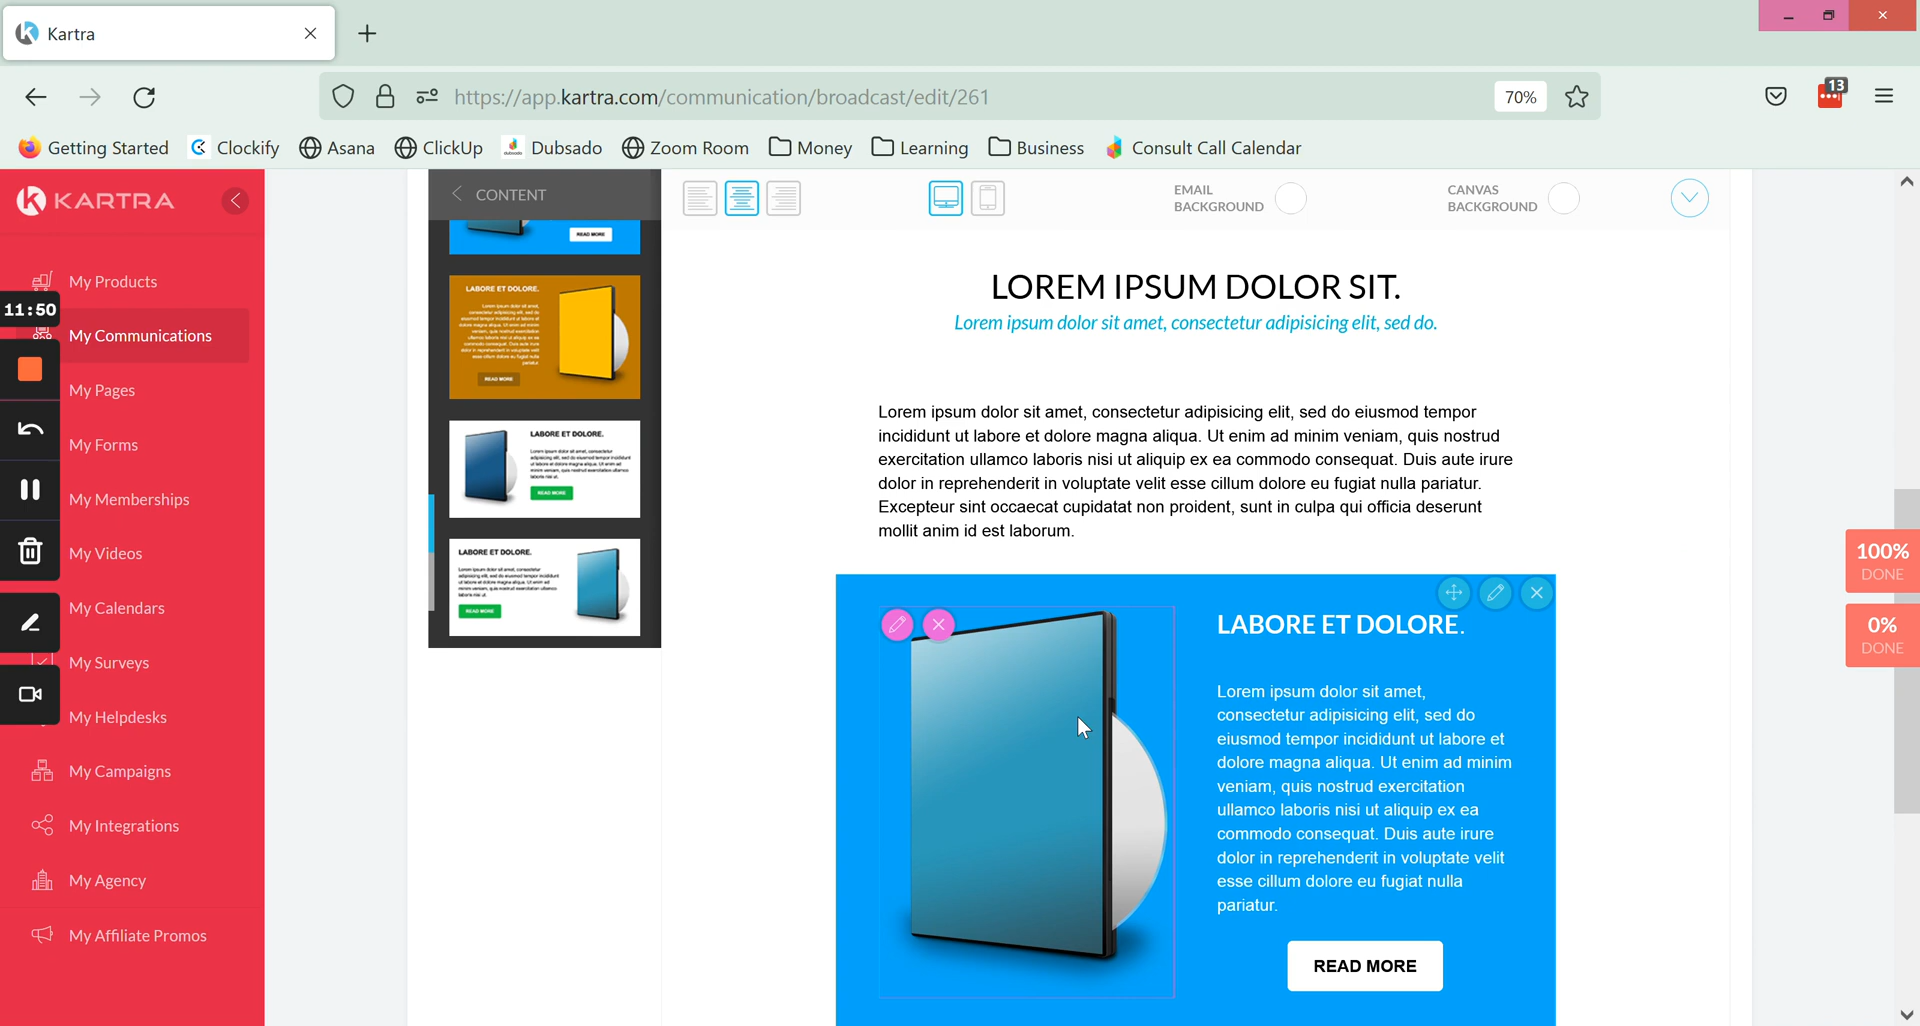 Kartra
13
https://app.kartra.com/communication/broadcast/edit/261
70%
Getting Started
Clockify
Asana
ClickUp
Dubsado
Zoom Room
Money
Learning
Business
Consult Call Calendar
KARTRA
My Products
11:50
My Communications
My Pages
My Forms
My Memberships
My Videos
My Calendars
My Surveys
My Helpdesks
My Campaigns
My Integrations
My Agency
My Affiliate Promos
CONTENT
READ MORE
LABORE ET DOLORE.
READ MORE
LABORE ET DOLORE.
READ MORE
LABORE ET DOLORE.
READ MORE
EMAIL
BACKGROUND
CANVAS
BACKGROUND
LOREM IPSUM DOLOR SIT.
Lorem ipsum dolor sit amet, consectetur adipisicing elit, sed do.
Lorem ipsum dolor sit amet, consectetur adipisicing elit, sed do eiusmod tempor
incididunt ut labore et dolore magna aliqua. Ut enim ad minim veniam, quis nostrud
exercitation ullamco laboris nisi ut aliquip ex ea commodo consequat. Duis aute irure
dolor in reprehenderit in voluptate velit esse cillum dolore eu fugiat nulla pariatur.
Excepteur sint occaecat cupidatat non proident, sunt in culpa qui officia deserunt
mollit anim id est laborum.
LABORE ET DOLORE.
Lorem ipsum dolor sit amet,
consectetur adipisicing elit, sed do
eiusmod tempor incididunt ut labore et
dolore magna aliqua. Ut enim ad minim
veniam, quis nostrud exercitation
ullamco laboris nisi ut aliquip ex ea
commodo consequat. Duis aute irure
dolor in reprehenderit in voluptate velit
esse cillum dolore eu fugiat nulla
pariatur.
READ MORE
100%
DONE
0%
DONE